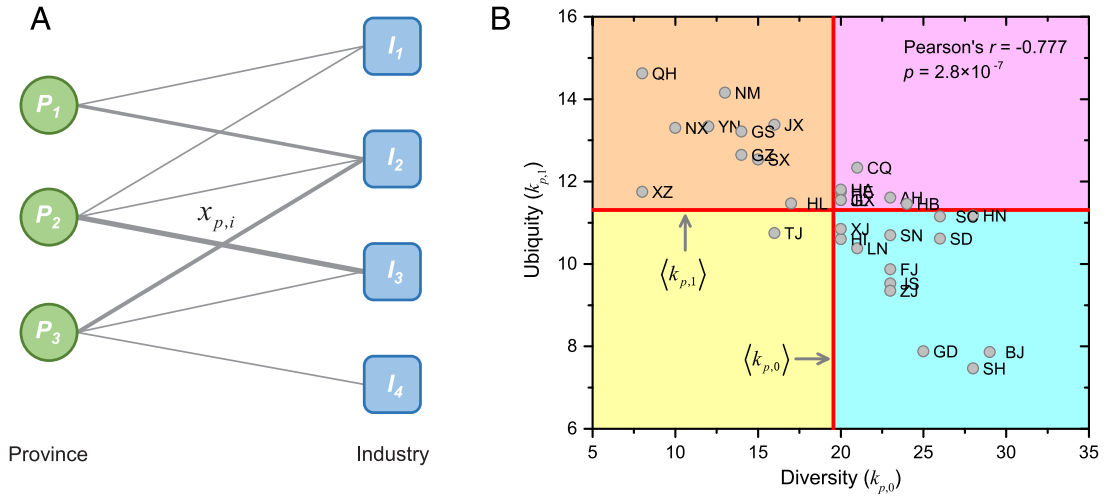 A
P1
P2
P3
I1
I2
I3
I4
xp,i
Province
Industry
B
Pearson's r = -0.777
p = 2.8×10-7
Ubiquity (kp,1)
16
14
12
10
8
6
QH
NM
NX
YN
GS
JX
GZ
SX
XZ
HL
CQ
AH
HB
SC
HN
TJ
XJ
HI
LN
SN
SD
FJ
JS
ZJ
GD
BJ
SH
⟨kp,1⟩
⟨kp,0⟩
5
10
15
20
25
30
35
Diversity (kp,0)